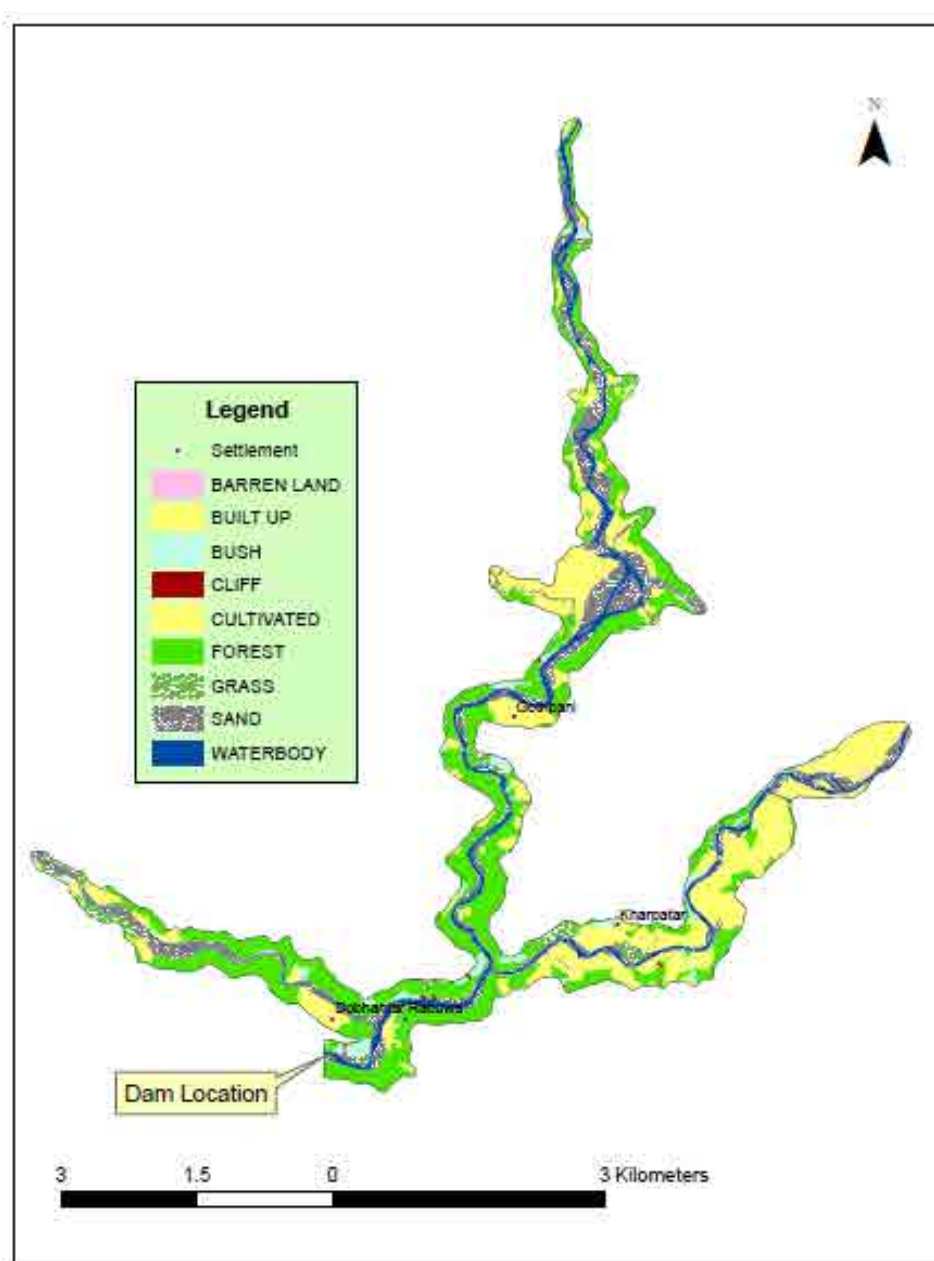 N
Legend
Settlement
BARREN LAND
BUILT UP
BUSH
CLIFF
CULTIVATED
FOREST
GRASS
SAND
WATERBODY
Kharpatar
Dam Location
3 1.5 0 3 Kilometers